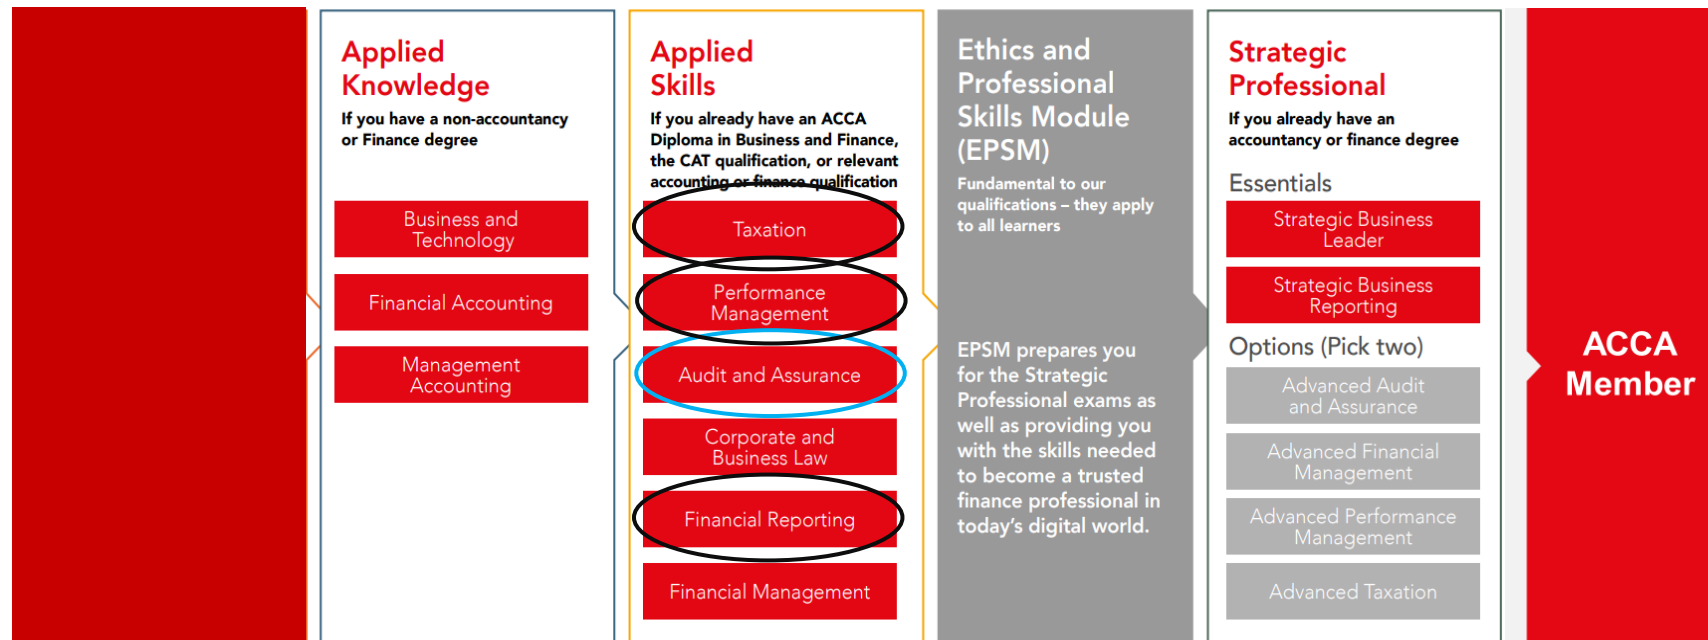 Applied
Knowledge
If you have a non-accountancy
or Finance degree
Business and
Technology
Financial Accounting
Management
Accounting
Applied
Skills
If you already have an ACCA
Diploma in Business and Finance,
the CAT qualification, or relevant
accounting or finance qualification
Taxation
Performance
Management
Audit and Assurance
Corporate and
Business Law
Financial Reporting
Financial Management
Ethics and
Professional
Skills Module
(EPSM)
Fundamental to our
qualifications – they apply
to all learners
EPSM prepares you
for the Strategic
Professional exams as
well as providing you
with the skills needed
to become a trusted
finance professional in
today's digital world.
Strategic
Professional
If you already have an
accountancy or finance degree
Essentials
Strategic Business
Leader
Strategic Business
Reporting
Options (Pick two)
Advanced Audit
and Assurance
Advanced Financial
Management
Advanced Performance
Management
Advanced Taxation
ACCA
Member